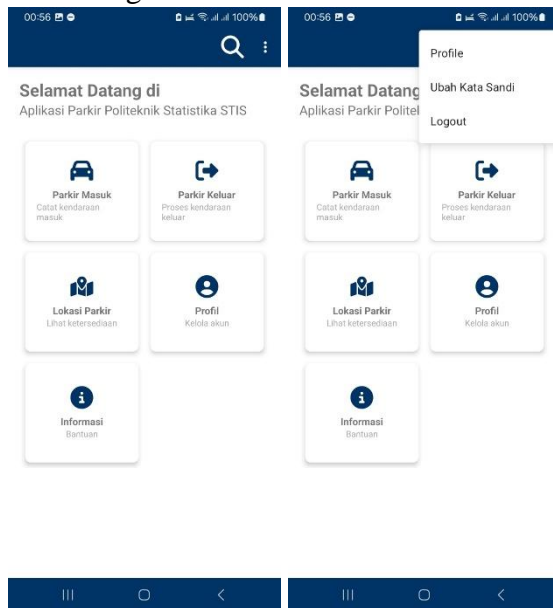 00:56
100%
Selamat Datang di
Aplikasi Parkir Politeknik Statistika STIS
Parkir Masuk
Catat kendaraan
masuk
Parkir Keluar
Proses kendaraan
keluar
Lokasi Parkir
Lihat ketersediaan
Profil
Kelola akun
Informasi
Bantuan
00:56
100%
Profile
Ubah Kata Sandi
Logout
Selamat Datang
Aplikasi Parkir Politel
Parkir Masuk
Catat kendaraan
masuk
Parkir Keluar
Proses kendaraan
keluar
Lokasi Parkir
Lihat ketersediaan
Profil
Kelola akun
Informasi
Bantuan